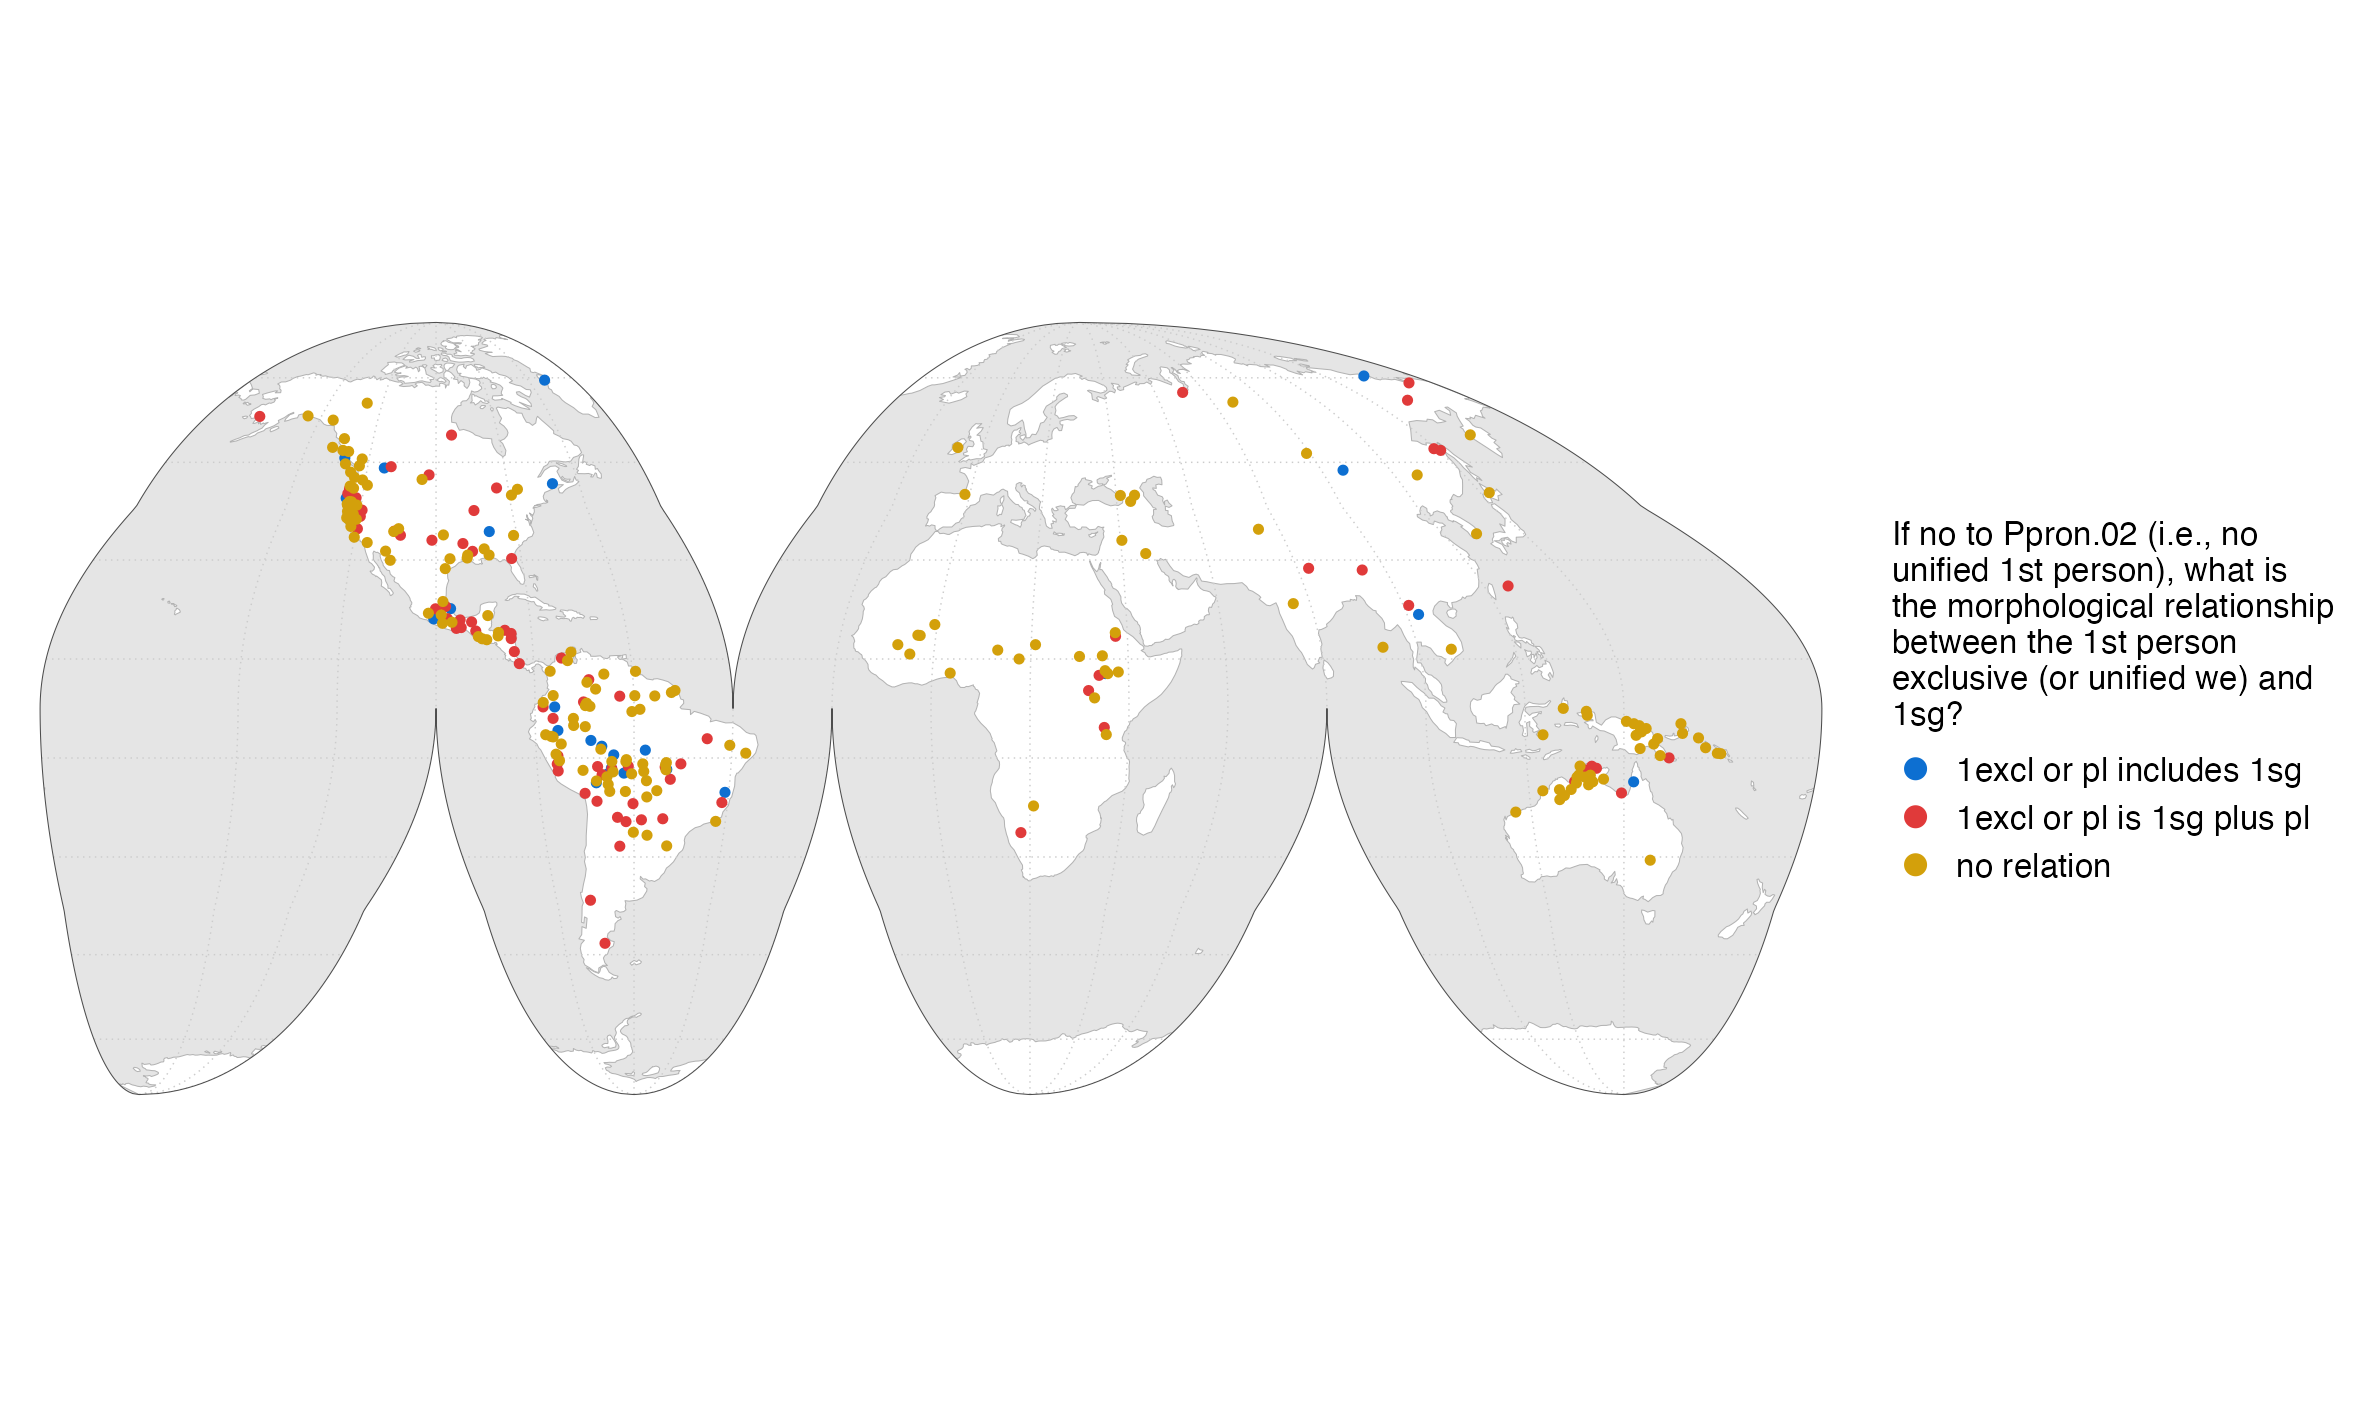 If no to Ppron.02 (i.e., no
unified 1st person), what is
the morphological relationship
between the 1st person
exclusive (or unified we) and
1sg?
1excl or pl includes 1sg
1excl or pl is 1sg plus pl
no relation